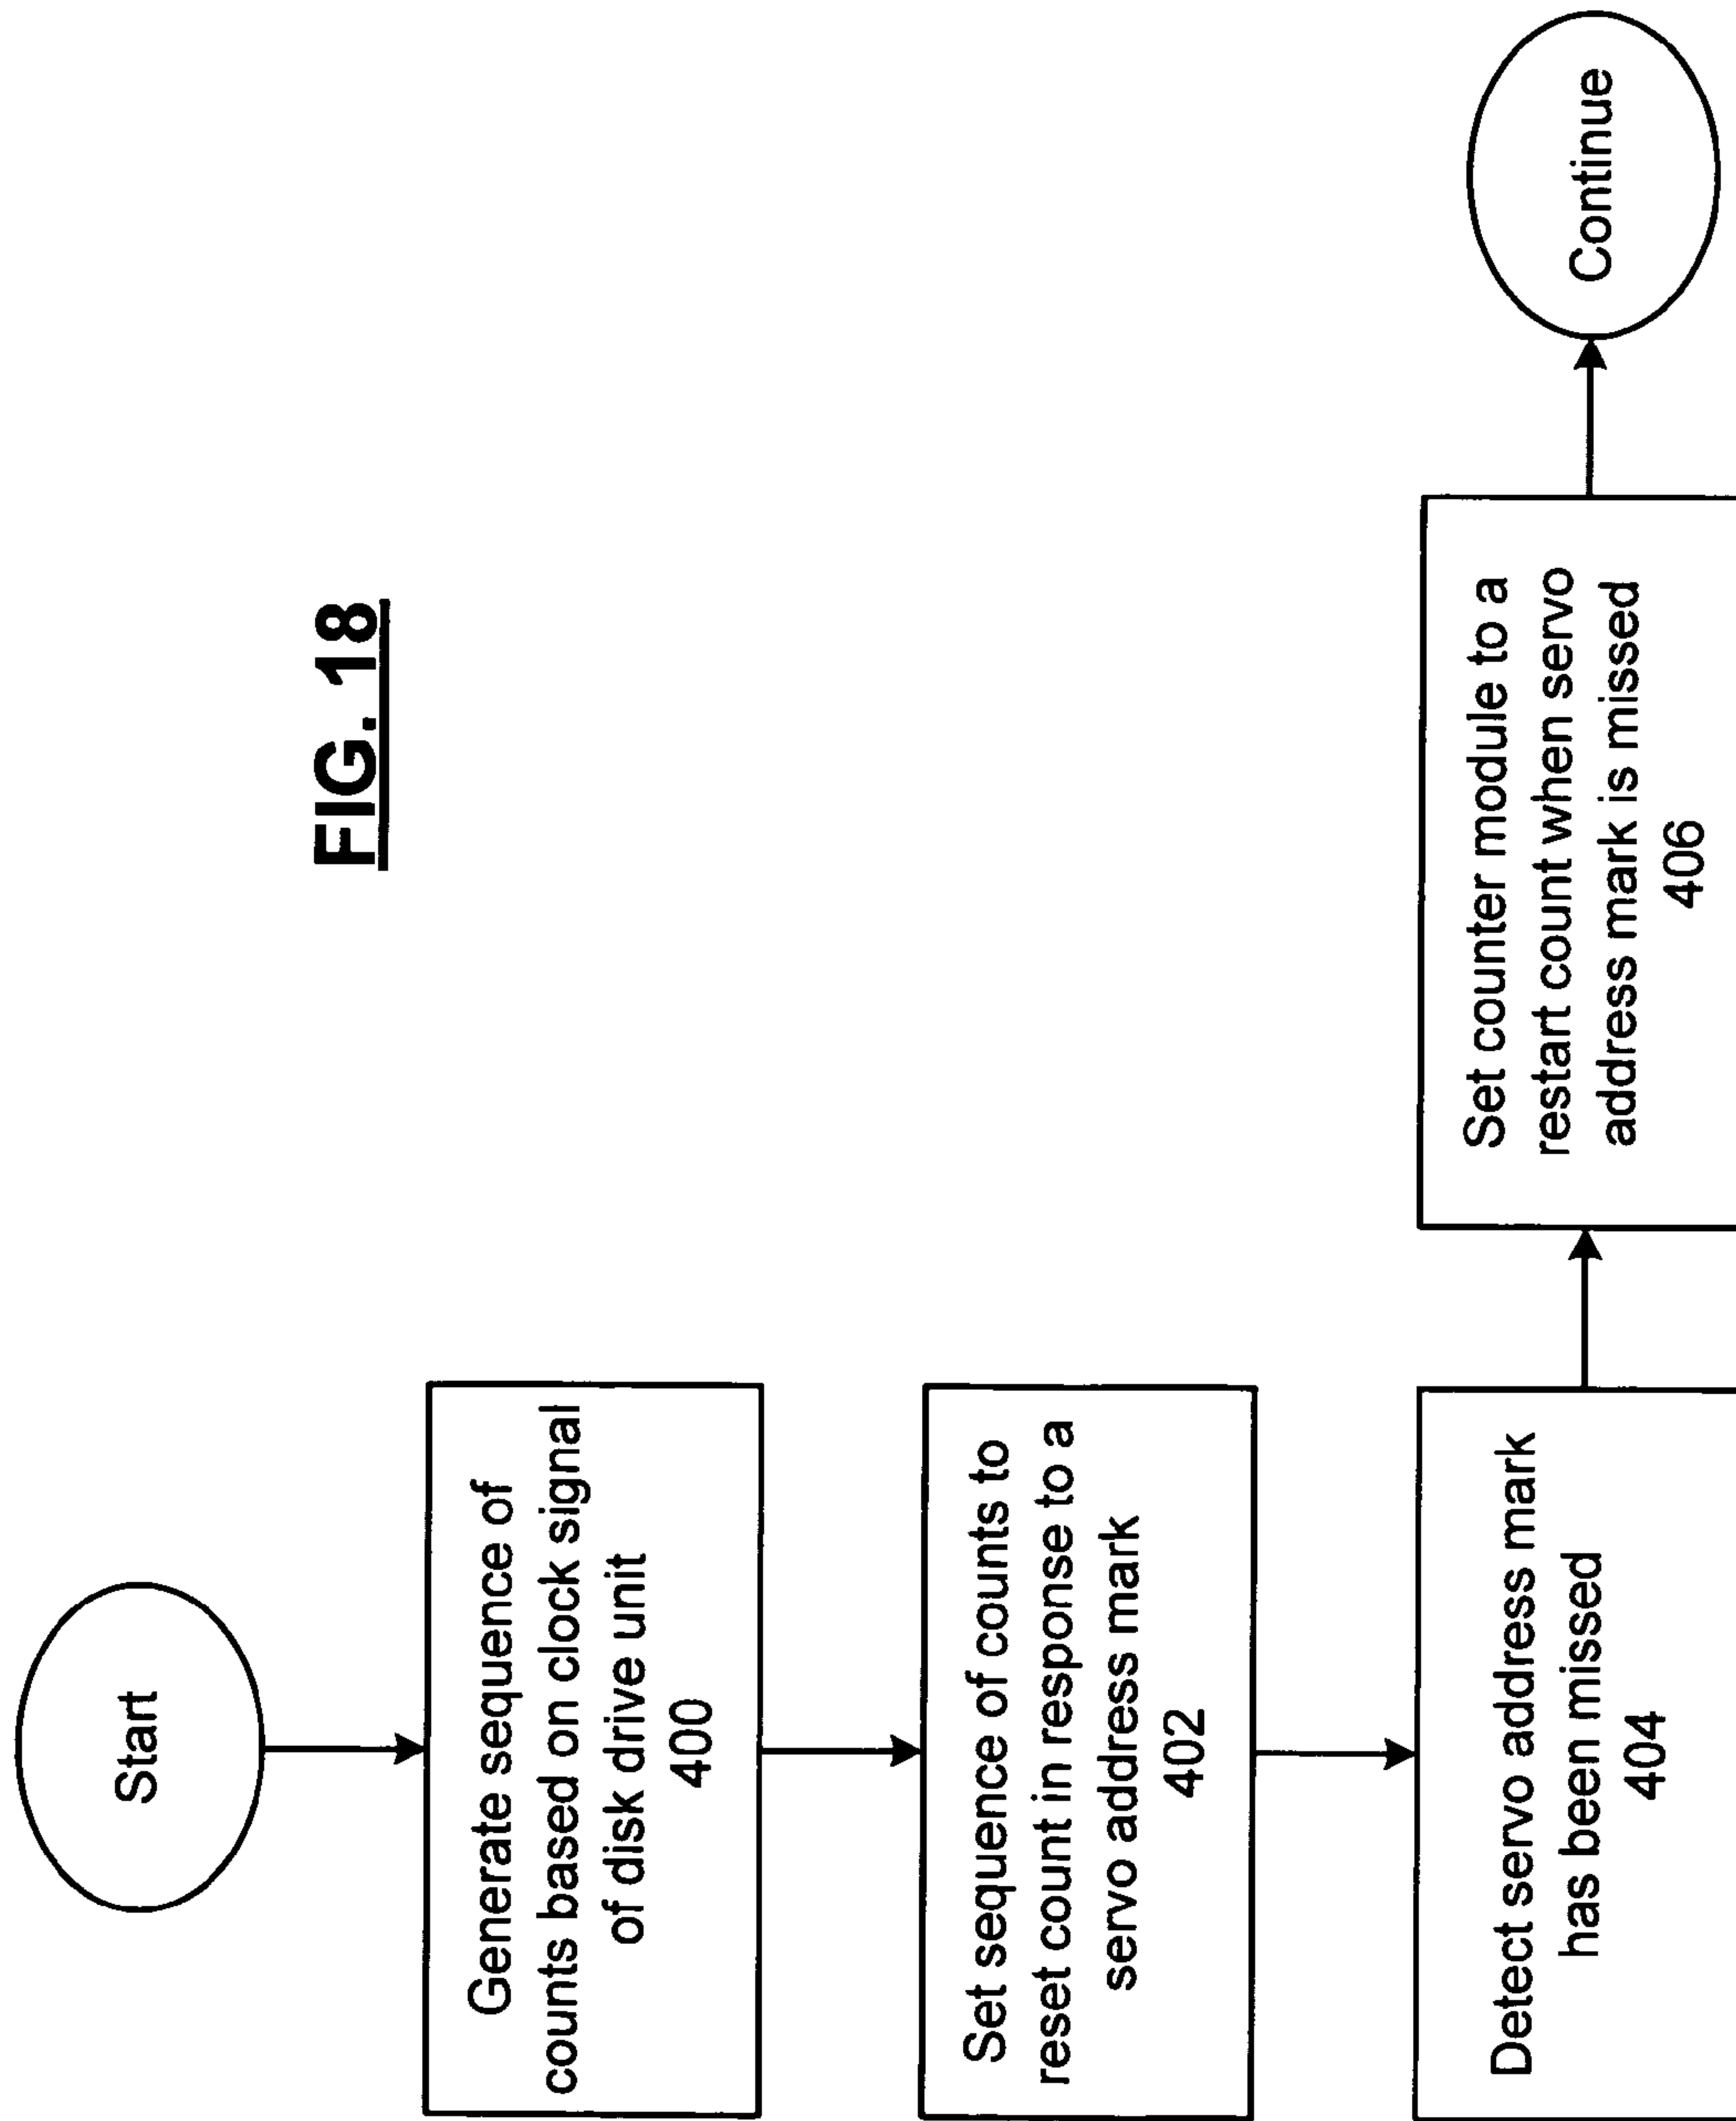 FIG. 18
Start
Generate sequence of
counts based on clock signal
of disk drive unit
400
Set sequence of counts to
reset count in response to a
servo address mark
402
Detect servo address mark
has been missed
404
Set counter module to a
restart count when servo
address mark is missed
406
Continue